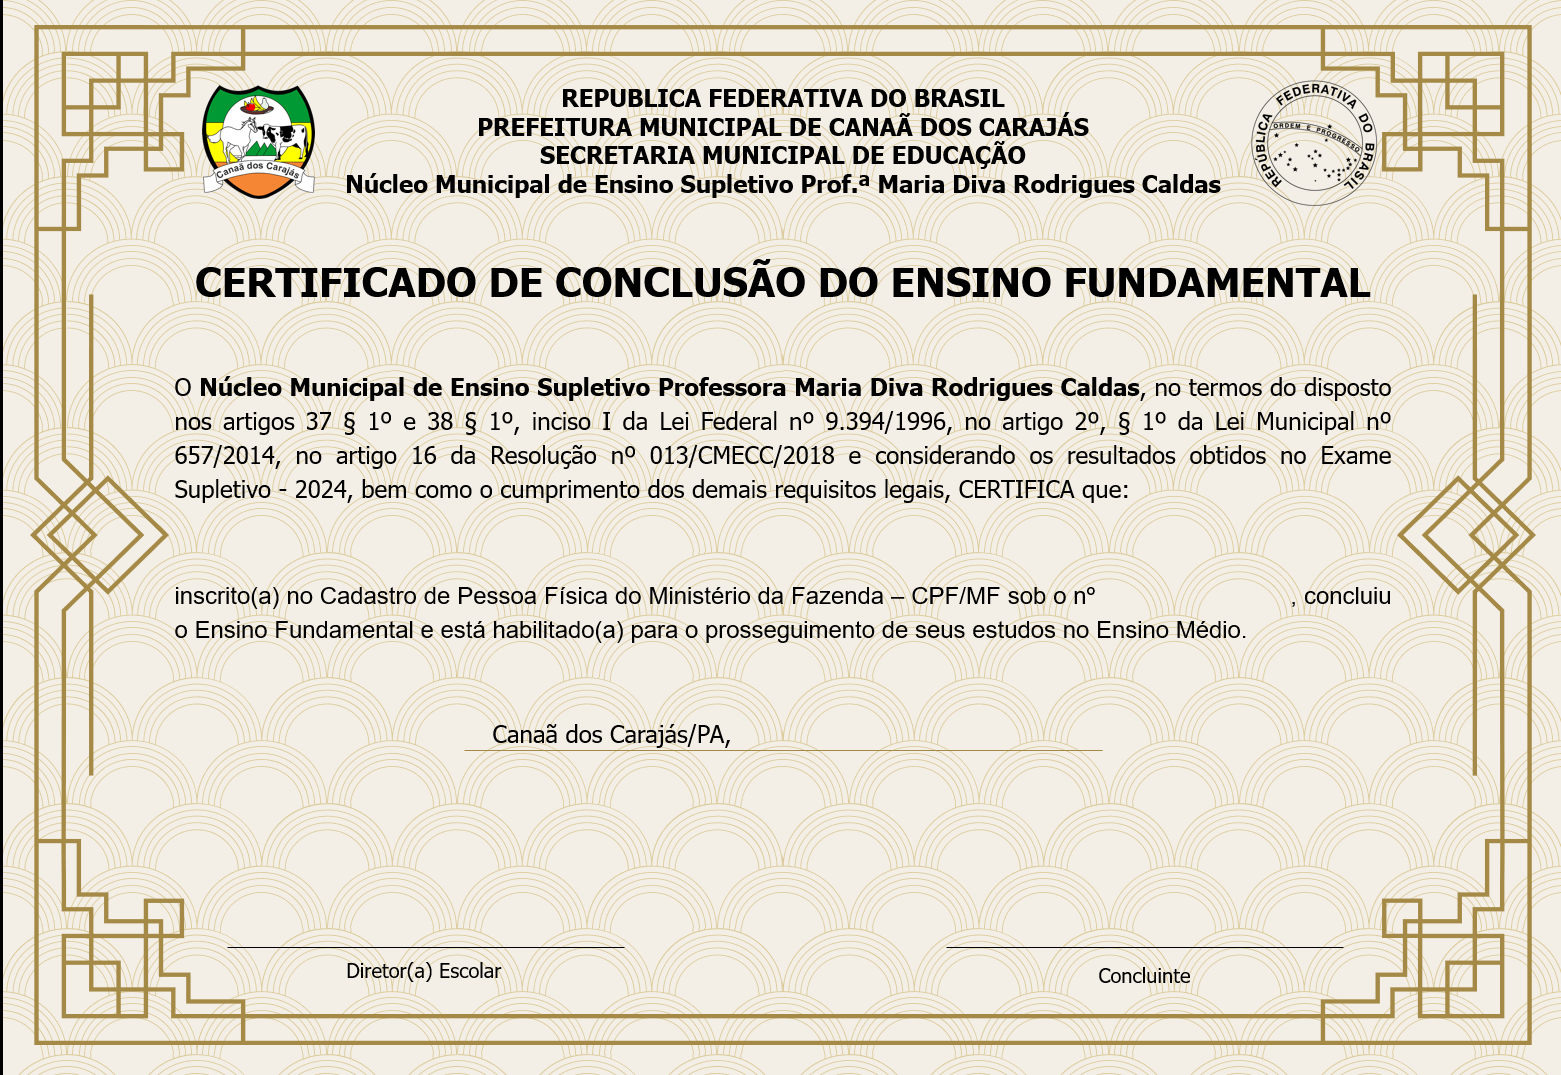 REPUBLICA FEDERATIVA DO BRASIL
PREFEITURA MUNICIPAL DE CANAÃ DOS CARAJÁS
SECRETARIA MUNICIPAL DE EDUCAÇÃO
Núcleo Municipal de Ensino Supletivo Prof.ª Maria Diva Rodrigues Caldas
Canaã dos Carajás
REPÚBLICA FEDERATIVA DO BRASIL
ORDEM E PROGRESSO
CERTIFICADO DE CONCLUSÃO DO ENSINO FUNDAMENTAL
O Núcleo Municipal de Ensino Supletivo Professora Maria Diva Rodrigues Caldas, no termos do disposto
nos artigos 37 § 1º e 38 § 1º, inciso I da Lei Federal nº 9.394/1996, no artigo 2º, § 1º da Lei Municipal nº
657/2014, no artigo 16 da Resolução nº 013/CMECC/2018 e considerando os resultados obtidos no Exame
Supletivo - 2024, bem como o cumprimento dos demais requisitos legais, CERTIFICA que:
inscrito(a) no Cadastro de Pessoa Física do Ministério da Fazenda – CPF/MF sob o nº , concluiu
o Ensino Fundamental e está habilitado(a) para o prosseguimento de seus estudos no Ensino Médio.
Canaã dos Carajás/PA,
Diretor(a) Escolar
Concluinte